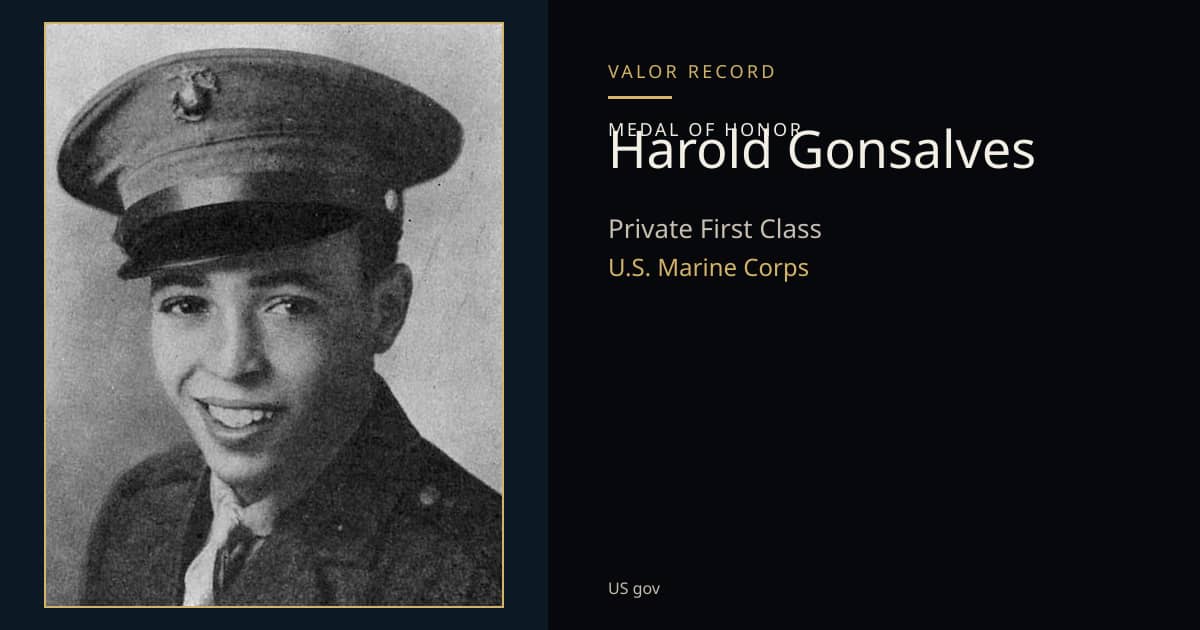 VALOR RECORD
MEDAL OF HONOR
Harold Gonsalves
Private First Class
U.S. Marine Corps
US gov